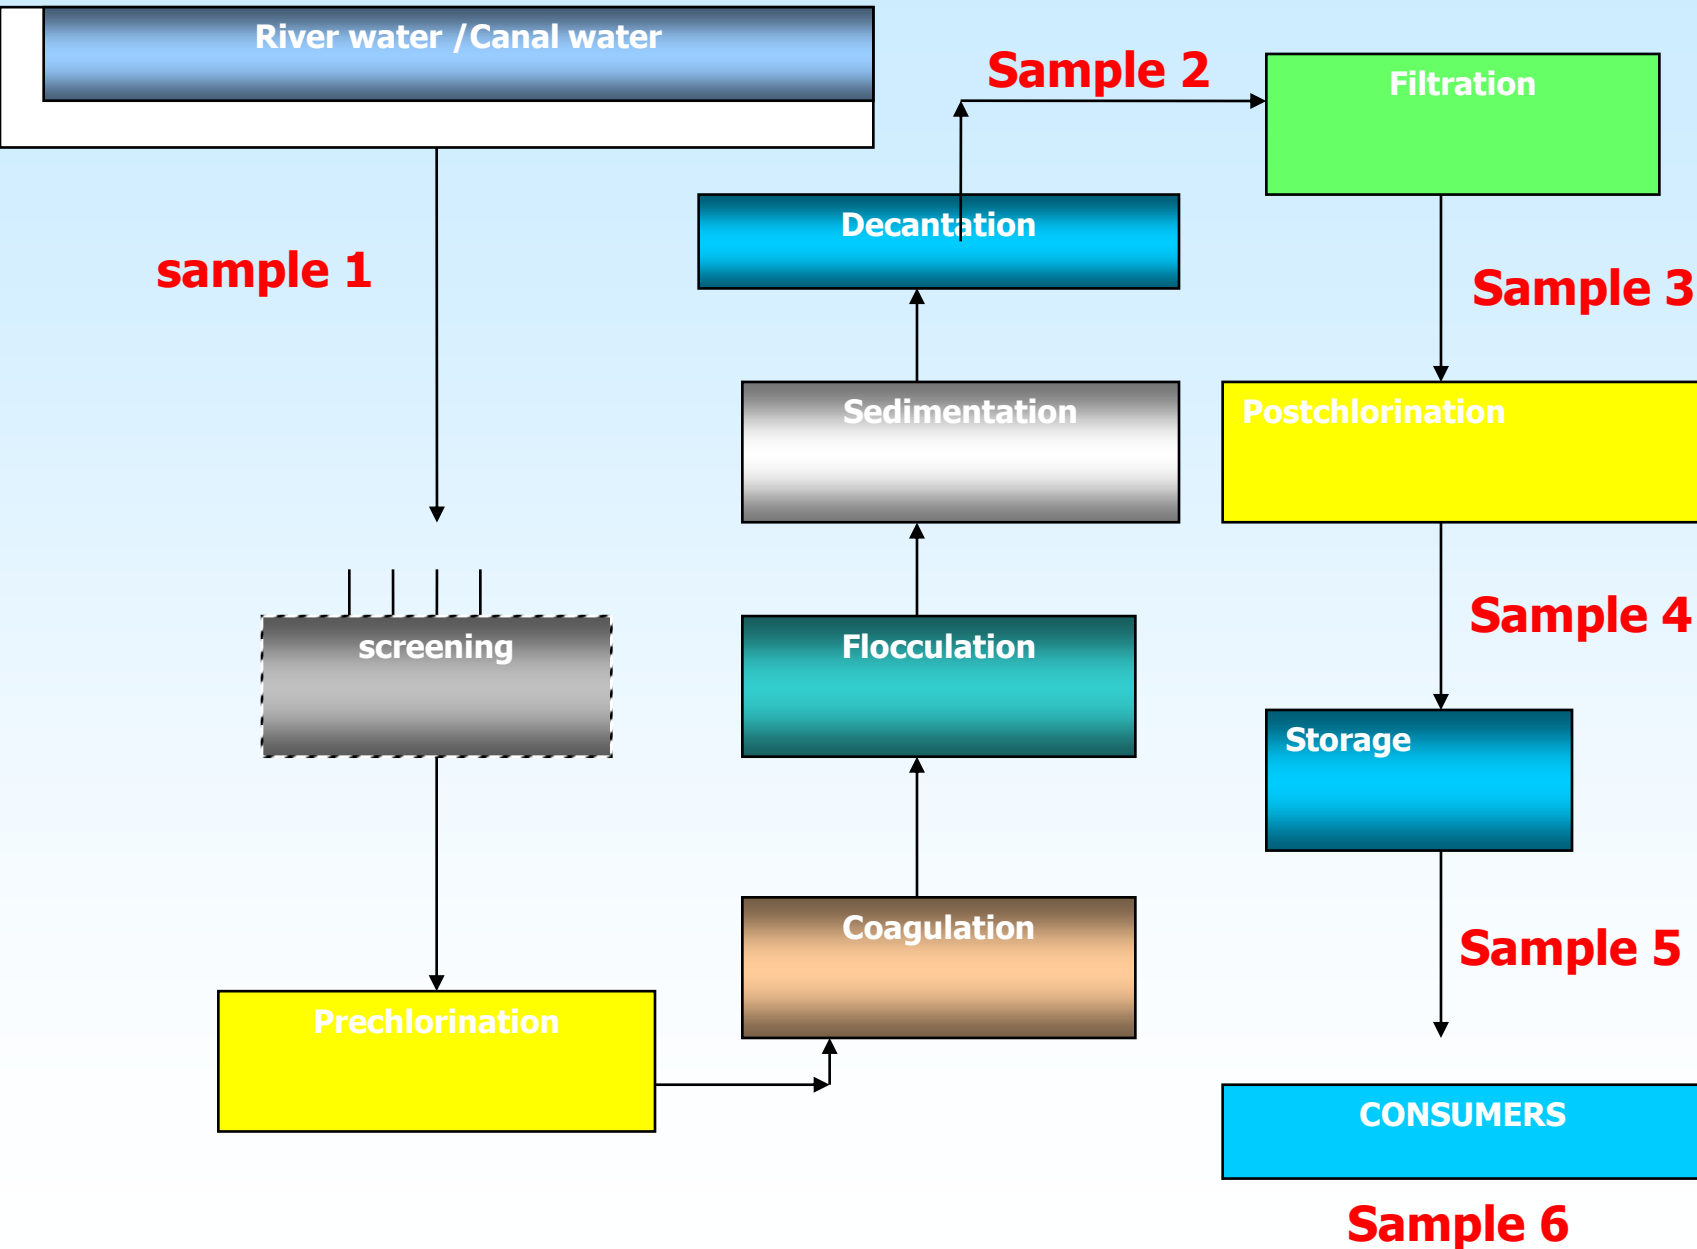 River water /Canal water
sample 1
screening
Prechlorination
Coagulation
Flocculation
Sedimentation
Decantation
Sample 2
Filtration
Sample 3
Postchlorination
Sample 4
Storage
Sample 5
CONSUMERS
Sample 6